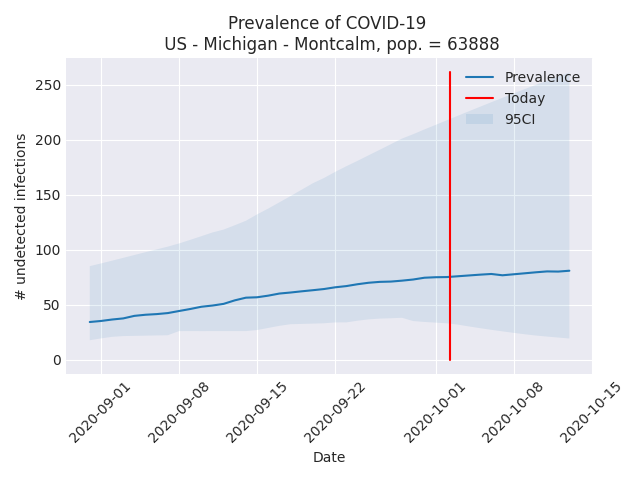 Prevalence of COVID-19
US - Michigan - Montcalm, pop. = 63888
Prevalence
Today
95CI
# undetected infections
250
200
150
100
50
0
2020-09-01
2020-09-08
2020-09-15
2020-09-22
2020-10-01
2020-10-08
2020-10-15
Date